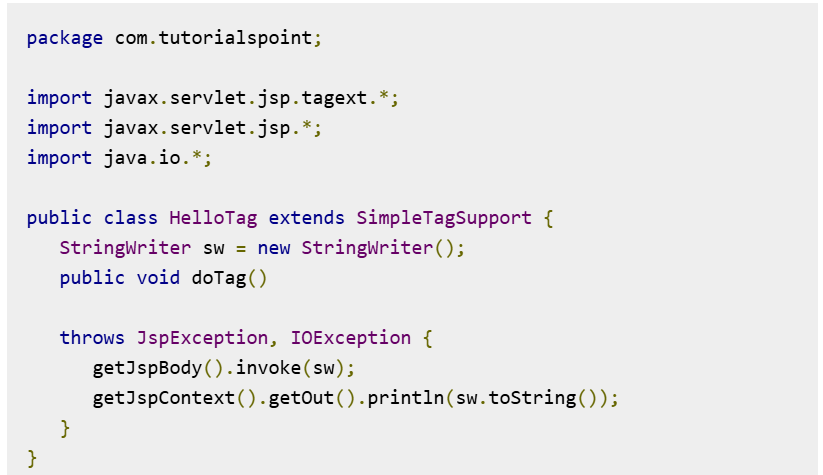 package com.tutorialspoint;
import javax.servlet.jsp.tagext.*;
import javax.servlet.jsp.*;
import java.io.*;
public class HelloTag extends SimpleTagSupport {
StringWriter sw = new StringWriter();
public void doTag()
throws JspException, IOException {
getJspBody().invoke(sw);
getJspContext().getOut().println(sw.toString());
}
}